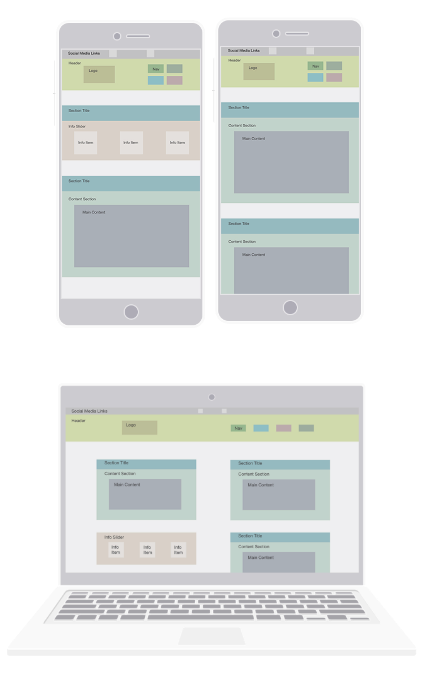 Social Media Links
Header
Logo
Nav
Section Title
Info Slider
Info Item
Info Item
Info Item
Section Title
Content Section
Main Content
Social Media Links
Header
Logo
Nav
Section Title
Content Section
Main Content
Section Title
Content Section
Main Content
Social Media Links
Header
Logo
Nav
Section Title
Content Section
Main Content
Info Slider
Info
Item
Info
Item
Info
Item
Section Title
Content Section
Main Content
Section Title
Content Section
Main Content